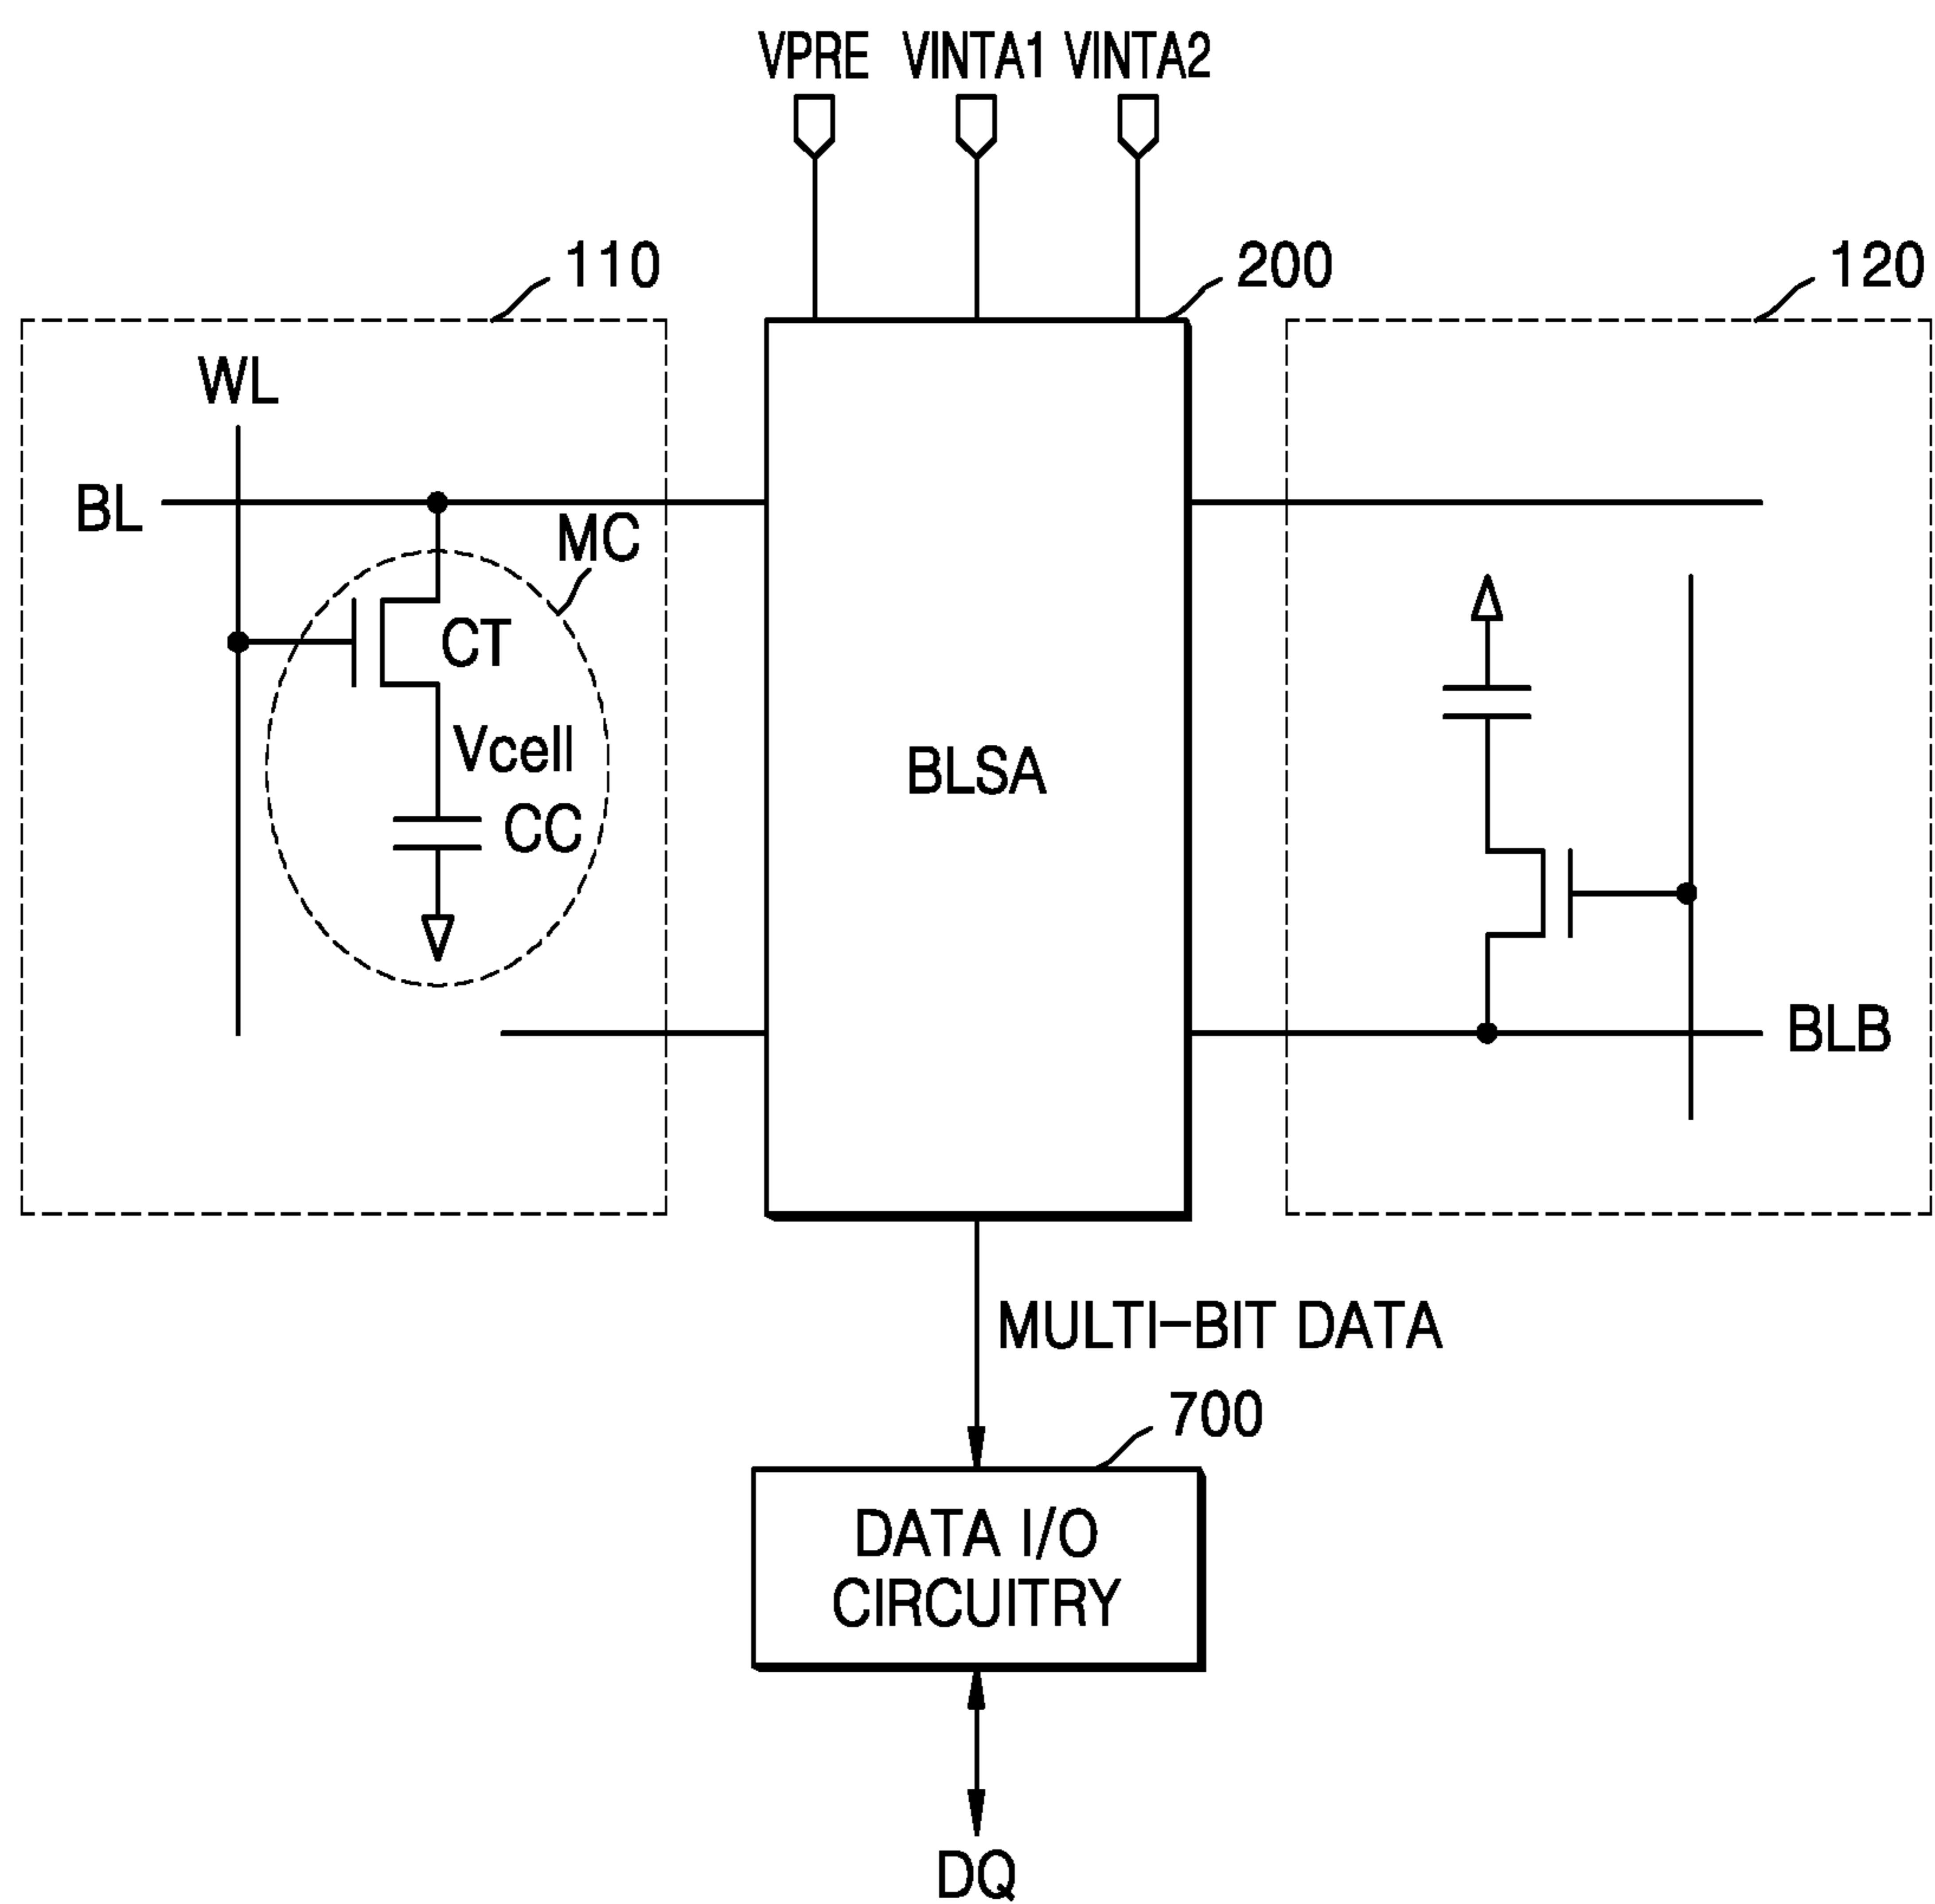 VPRE VINTA1 VINTA2
110
200
120
WL
BL
MC
CT
Vcell
CC
BLSA
BLB
MULTI-BIT DATA
700
DATA I/O
CIRCUITRY
DQ